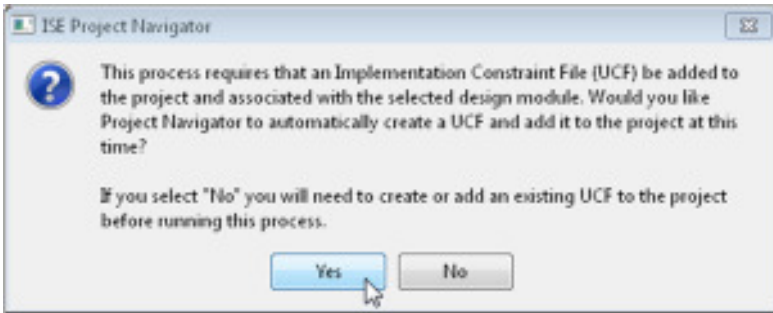 ISE Project Navigator
This process requires that an Implementation Constraint File (UCF) be added to
the project and associated with the selected design module. Would you like
Project Navigator to automatically create a UCF and add it to the project at this
time?
If you select "No" you will need to create or add an existing UCF to the project
before running this process.
Yes
No